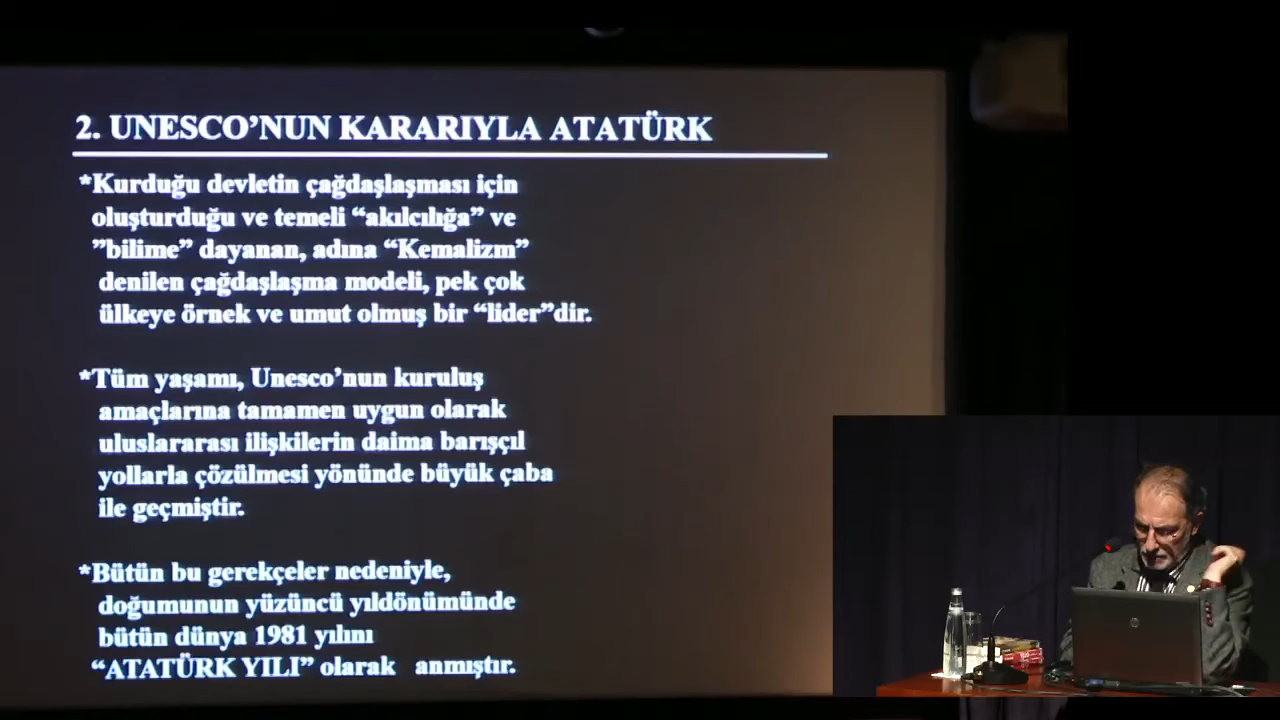 2. UNESCO’NUN KARARIYLA ATATÜRK
*Kurduğu devletin çağdaşlaşması için
oluşturduğu ve temeli “akılcılığa” ve
”bilime” dayanan, adına “Kemalizm”
denilen çağdaşlaşma modeli, pek çok
ülkeye örnek ve umut olmuş bir “lider”dir.
*Tüm yaşamı, Unesco’nun kuruluş
amaçlarına tamamen uygun olarak
uluslararası ilişkilerin daima barışçıl
yollarla çözülmesi yönünde büyük çaba
ile geçmiştir.
*Bütün bu gerekçeler nedeniyle,
doğumunun yüzüncü yıldönümünde
bütün dünya 1981 yılını
“ATATÜRK YILI” olarak anmıştır.